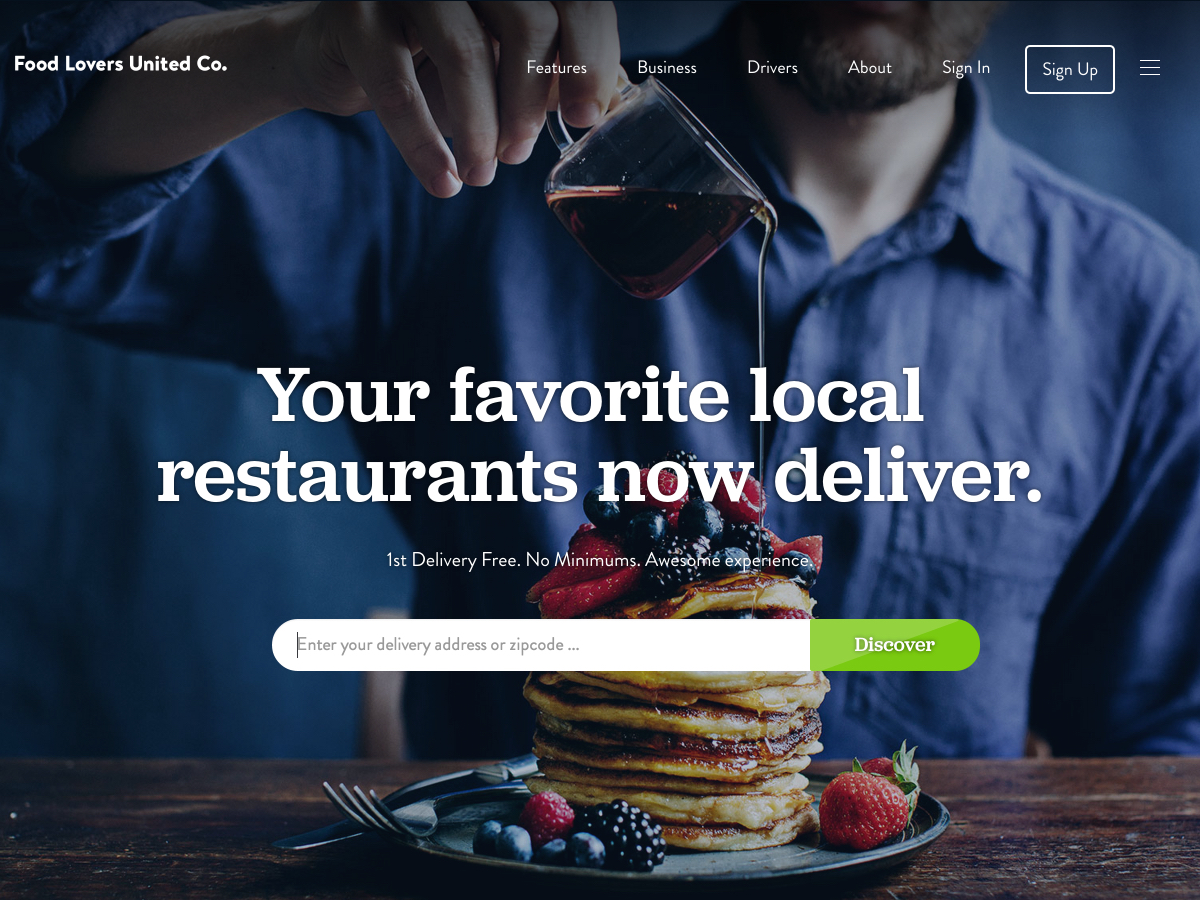 Food Lovers United Co.
Features Business Drivers About Sign In Sign Up
Your favorite local
restaurants now deliver.
1st Delivery Free. No Minimums. Awesome experience.
Enter your delivery address or zipcode ... Discover